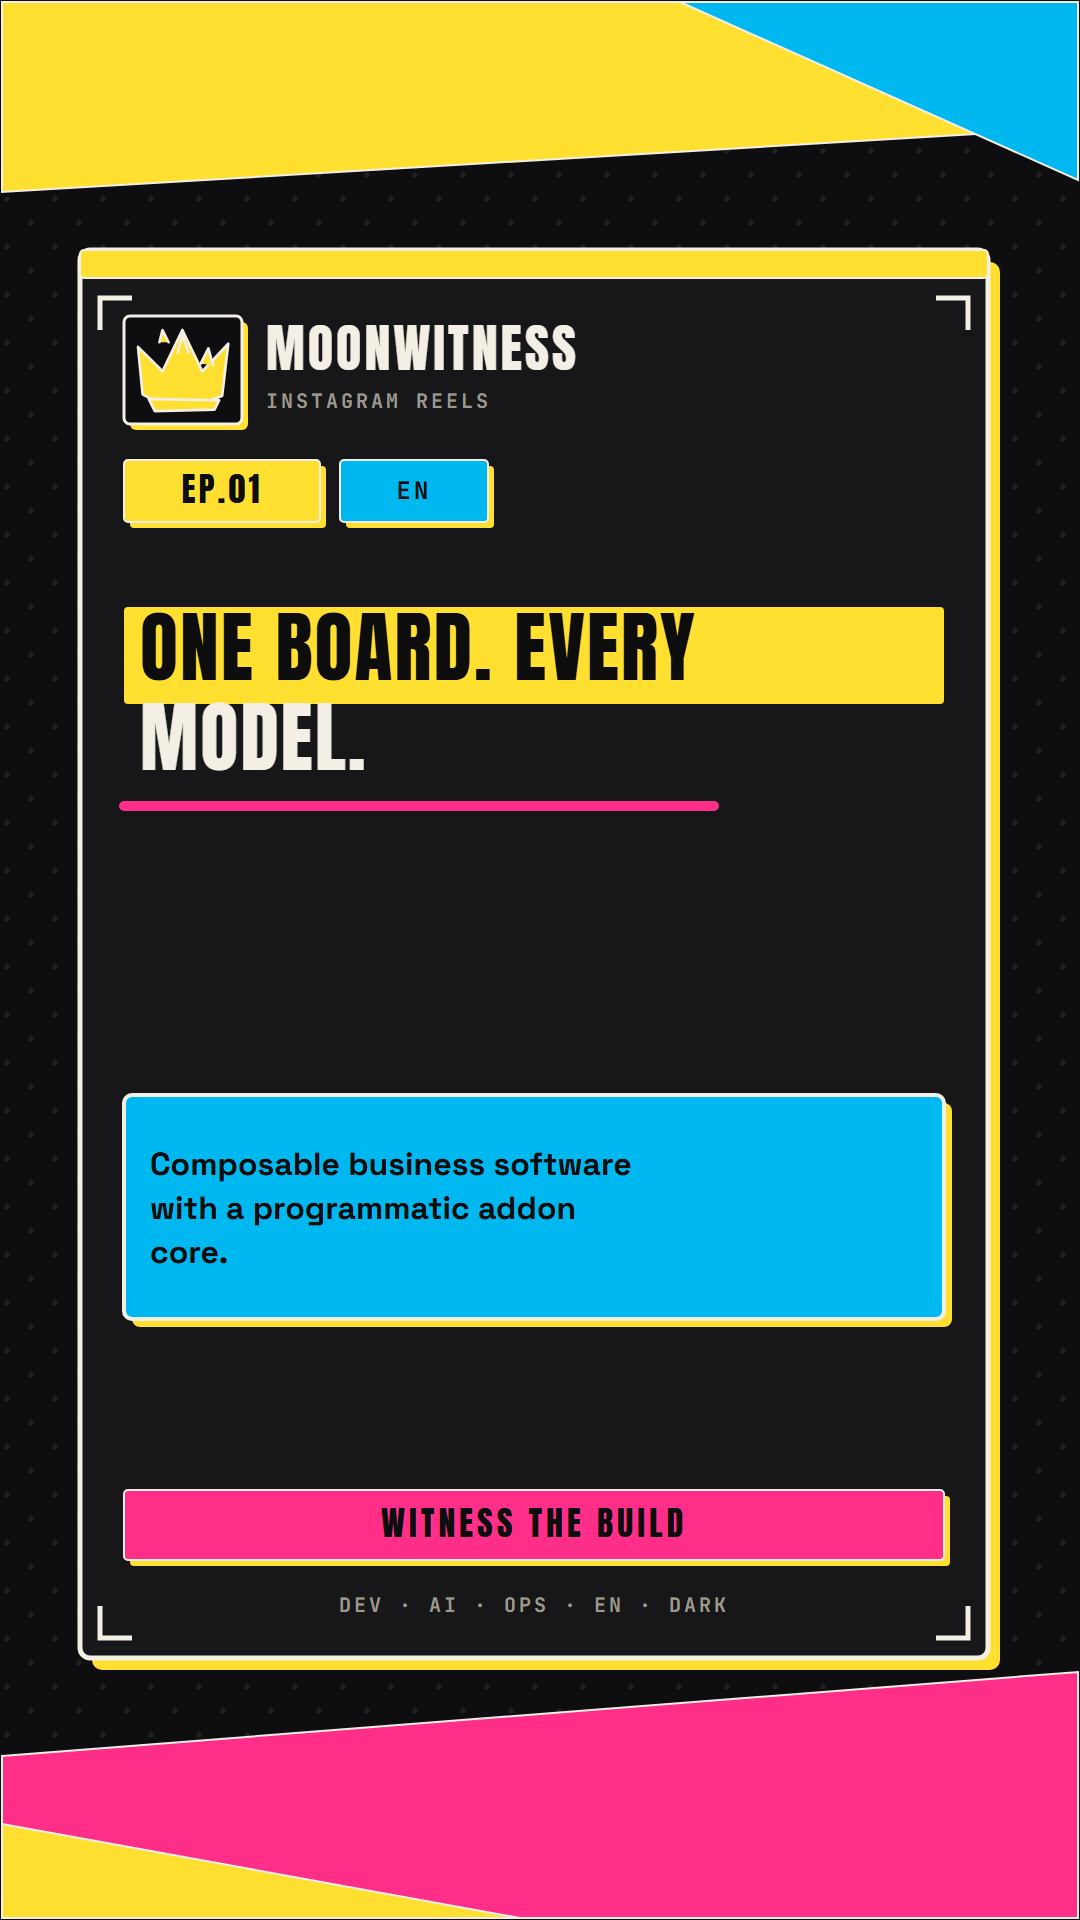 MOONWITNESS
INSTAGRAM REELS
EP.01
EN
ONE BOARD. EVERY
MODEL.
Composable business software
with a programmatic addon
core.
WITNESS THE BUILD
DEV · AI · OPS · EN · DARK